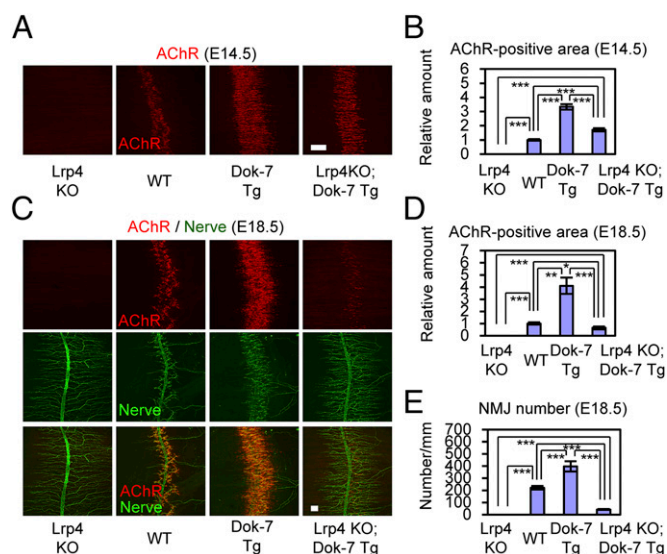 A
AChR (E14.5)
AChR
Lrp4
KO
WT
Dok-7
Tg
Lrp4KO;
Dok-7 Tg
B
AChR-positive area (E14.5)
Relative amount
6
5
4
3
2
1
0
***
***
***
***
***
Lrp4
KO
WT
Dok-7
Tg
Lrp4 KO;
Dok-7 Tg
C
AChR / Nerve (E18.5)
AChR
Nerve
AChR
Nerve
Lrp4
KO
WT
Dok-7
Tg
Lrp4 KO;
Dok-7 Tg
D
AChR-positive area (E18.5)
Relative amount
7
6
5
4
3
2
1
0
***
*
***
**
***
Lrp4
KO
WT
Dok-7
Tg
Lrp4 KO;
Dok-7 Tg
E
NMJ number (E18.5)
Number/mm
700
600
500
400
300
200
100
0
***
***
***
***
***
Lrp4
KO
WT
Dok-7
Tg
Lrp4 KO;
Dok-7 Tg